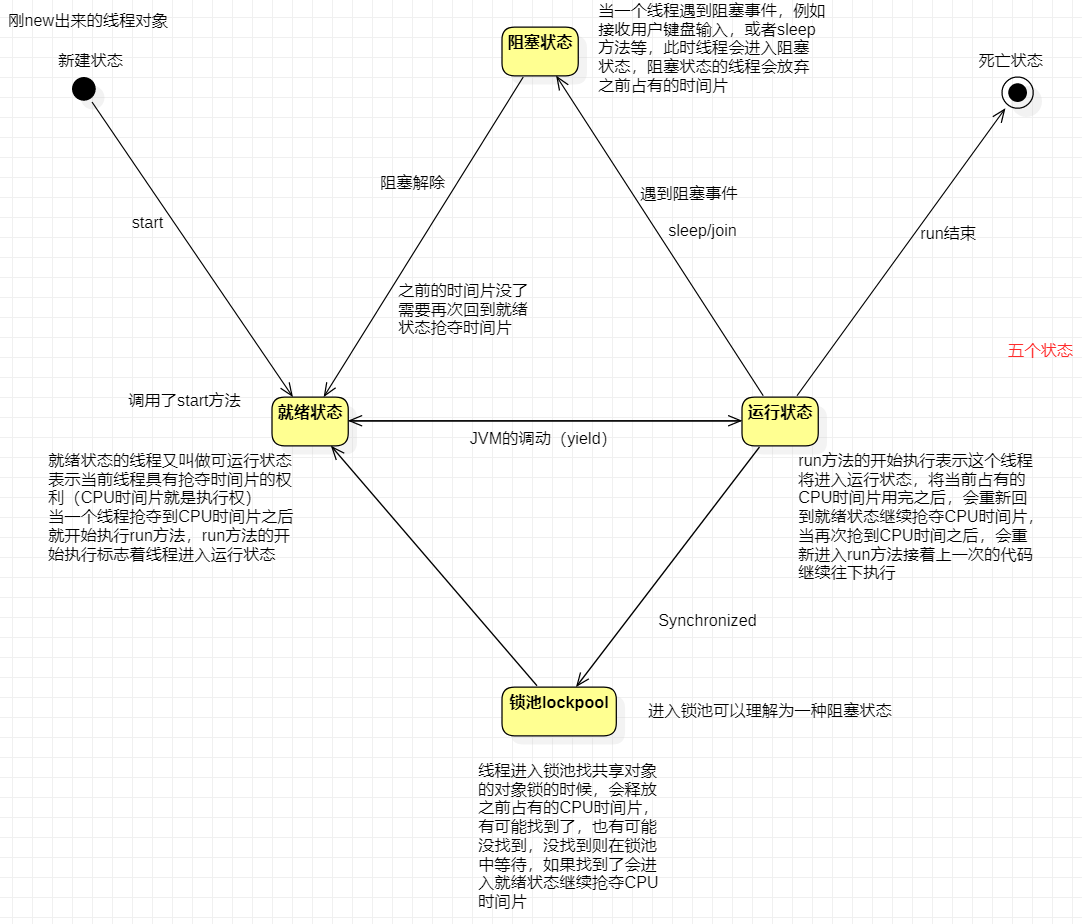 刚new出来的线程对象
新建状态
阻塞状态
当一个线程遇到阻塞事件，例如
接收用户键盘输入，或者sleep
方法等，此时线程会进入阻塞
状态，阻塞状态的线程会放弃
之前占有的时间片
死亡状态
start
阻塞解除
遇到阻塞事件
sleep/join
run结束
之前的时间片没了
需要再次回到就绪
状态抢夺时间片
五个状态
调用了start方法
就绪状态
JVM的调动（yield）
运行状态
就绪状态的线程又叫做可运行状态
表示当前线程具有抢夺时间片的权
利（CPU时间片就是执行权）
当一个线程抢夺到CPU时间片之后
就开始执行run方法，run方法的开
始执行标志着线程进入运行状态
run方法的开始执行表示这个线程
将进入运行状态，将当前占有的
CPU时间片用完之后，会重新回
到就绪状态继续抢夺CPU时间片，
当再次抢到CPU时间之后，会重
新进入run方法接着上一次的代码
继续往下执行
Synchronized
锁池lockpool
进入锁池可以理解为一种阻塞状态
线程进入锁池找共享对象
的对象锁的时候，会释放
之前占有的CPU时间片，
有可能找到了，也有可能
没找到，没找到则在锁池
中等待，如果找到了会进
入就绪状态继续抢夺CPU
时间片